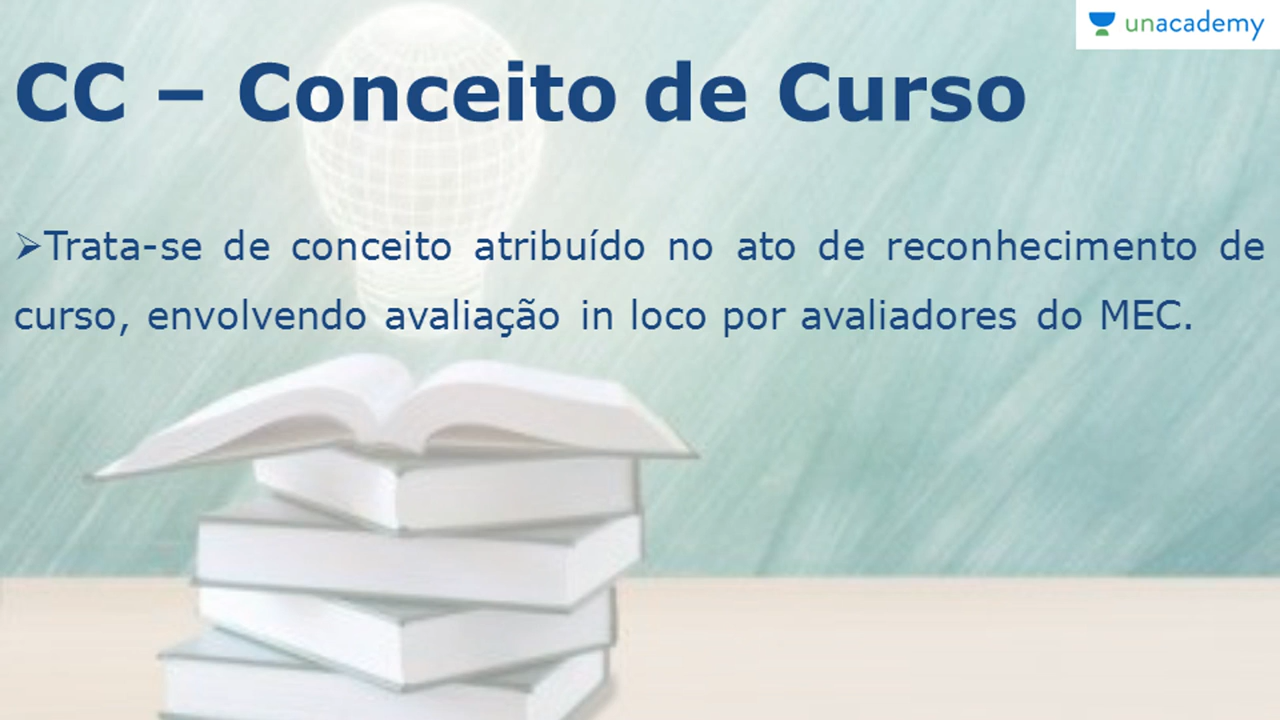 unacademy
CC – Conceito de Curso
➢Trata-se de conceito atribuído no ato de reconhecimento de
curso, envolvendo avaliação in loco por avaliadores do MEC.